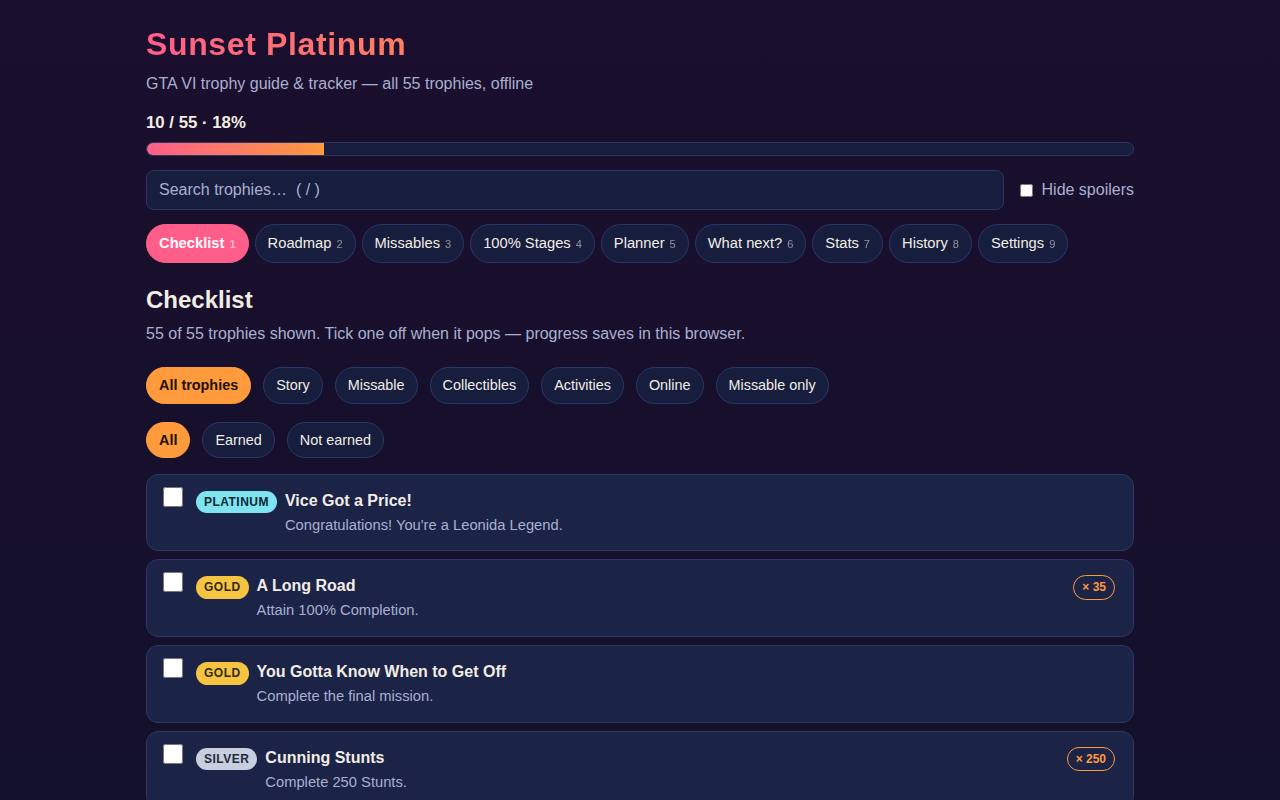 Sunset Platinum
GTA VI trophy guide & tracker — all 55 trophies, offline
10 / 55 · 18%
Search trophies… ( / )
Hide spoilers
Checklist 1
Roadmap 2
Missables 3
100% Stages 4
Planner 5
What next? 6
Stats 7
History 8
Settings 9
Checklist
55 of 55 trophies shown. Tick one off when it pops — progress saves in this browser.
All trophies
Story
Missable
Collectibles
Activities
Online
Missable only
All
Earned
Not earned
PLATINUM Vice Got a Price!
Congratulations! You're a Leonida Legend.
GOLD A Long Road × 35
Attain 100% Completion.
GOLD You Gotta Know When to Get Off
Complete the final mission.
SILVER Cunning Stunts × 250
Complete 250 Stunts.